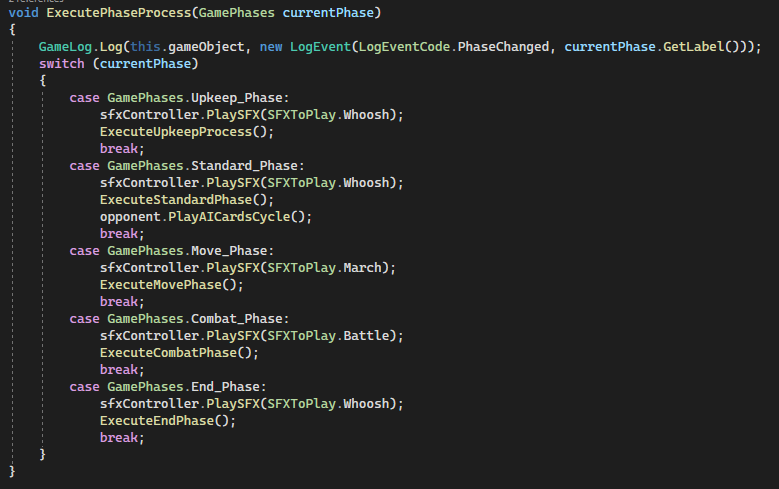 2 references
void ExecutePhaseProcess(GamePhases currentPhase)
{
    GameLog.Log(this.gameObject, new LogEvent(LogEventCode.PhaseChanged, currentPhase.GetLabel()));
    switch (currentPhase)
    {
        case GamePhases.Upkeep_Phase:
            sfxController.PlaySFX(SFXToPlay.Whoosh);
            ExecuteUpkeepProcess();
            break;
        case GamePhases.Standard_Phase:
            sfxController.PlaySFX(SFXToPlay.Whoosh);
            ExecuteStandardPhase();
            opponent.PlayAICardsCycle();
            break;
        case GamePhases.Move_Phase:
            sfxController.PlaySFX(SFXToPlay.March);
            ExecuteMovePhase();
            break;
        case GamePhases.Combat_Phase:
            sfxController.PlaySFX(SFXToPlay.Battle);
            ExecuteCombatPhase();
            break;
        case GamePhases.End_Phase:
            sfxController.PlaySFX(SFXToPlay.Whoosh);
            ExecuteEndPhase();
            break;
    }
}